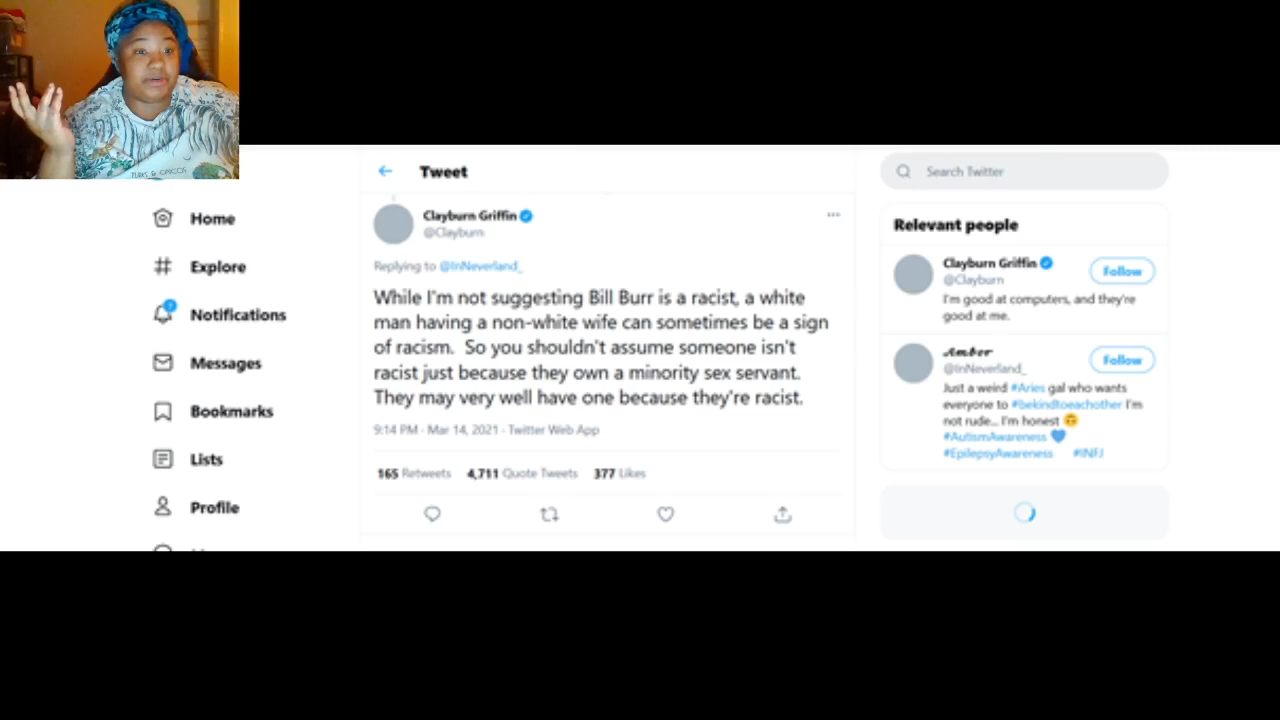 TURKS & CAICOS
Home
Explore
Notifications
Messages
Bookmarks
Lists
Profile
Tweet
Clayburn Griffin
@Clayburn
Replying to @InNeverland_
While I'm not suggesting Bill Burr is a racist, a white
man having a non-white wife can sometimes be a sign
of racism. So you shouldn't assume someone isn't
racist just because they own a minority sex servant.
They may very well have one because they're racist.
9:14 PM · Mar 14, 2021 · Twitter Web App
165 Retweets 4,711 Quote Tweets 377 Likes
Search Twitter
Relevant people
Clayburn Griffin
@Clayburn
Follow
I'm good at computers, and they're
good at me.
Amber
@InNeverland_
Follow
Just a weird #Aries gal who wants
everyone to #bekindtoeachother I'm
not rude... I'm honest 🙃
#AutismAwareness 💙
#EpilepsyAwareness #INFJ